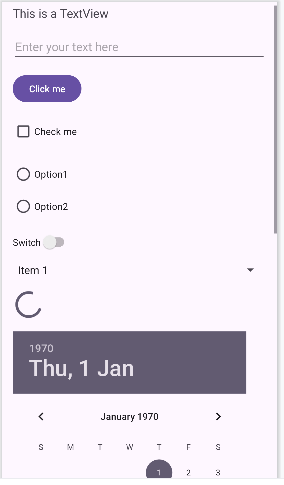 This is a TextView
Enter your text here
Click me
Check me
Option1
Option2
Switch
Item 1
1970
Thu, 1 Jan
January 1970
S M T W T F S
1 2 3